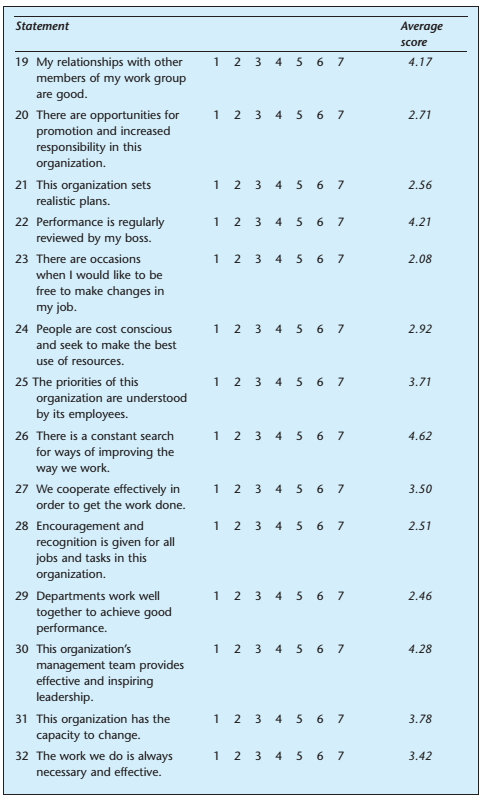 Statement Average
score
19 My relationships with other 1 2 3 4 5 6 7 4.17
members of my work group
are good.
20 There are opportunities for 1 2 3 4 5 6 7 2.71
promotion and increased
responsibility in this
organization.
21 This organization sets 1 2 3 4 5 6 7 2.56
realistic plans.
22 Performance is regularly 1 2 3 4 5 6 7 4.21
reviewed by my boss.
23 There are occasions 1 2 3 4 5 6 7 2.08
when I would like to be
free to make changes in
my job.
24 People are cost conscious 1 2 3 4 5 6 7 2.92
and seek to make the best
use of resources.
25 The priorities of this 1 2 3 4 5 6 7 3.71
organization are understood
by its employees.
26 There is a constant search 1 2 3 4 5 6 7 4.62
for ways of improving the
way we work.
27 We cooperate effectively in 1 2 3 4 5 6 7 3.50
order to get the work done.
28 Encouragement and 1 2 3 4 5 6 7 2.51
recognition is given for all
jobs and tasks in this
organization.
29 Departments work well 1 2 3 4 5 6 7 2.46
together to achieve good
performance.
30 This organization's 1 2 3 4 5 6 7 4.28
management team provides
effective and inspiring
leadership.
31 This organization has the 1 2 3 4 5 6 7 3.78
capacity to change.
32 The work we do is always 1 2 3 4 5 6 7 3.42
necessary and effective.